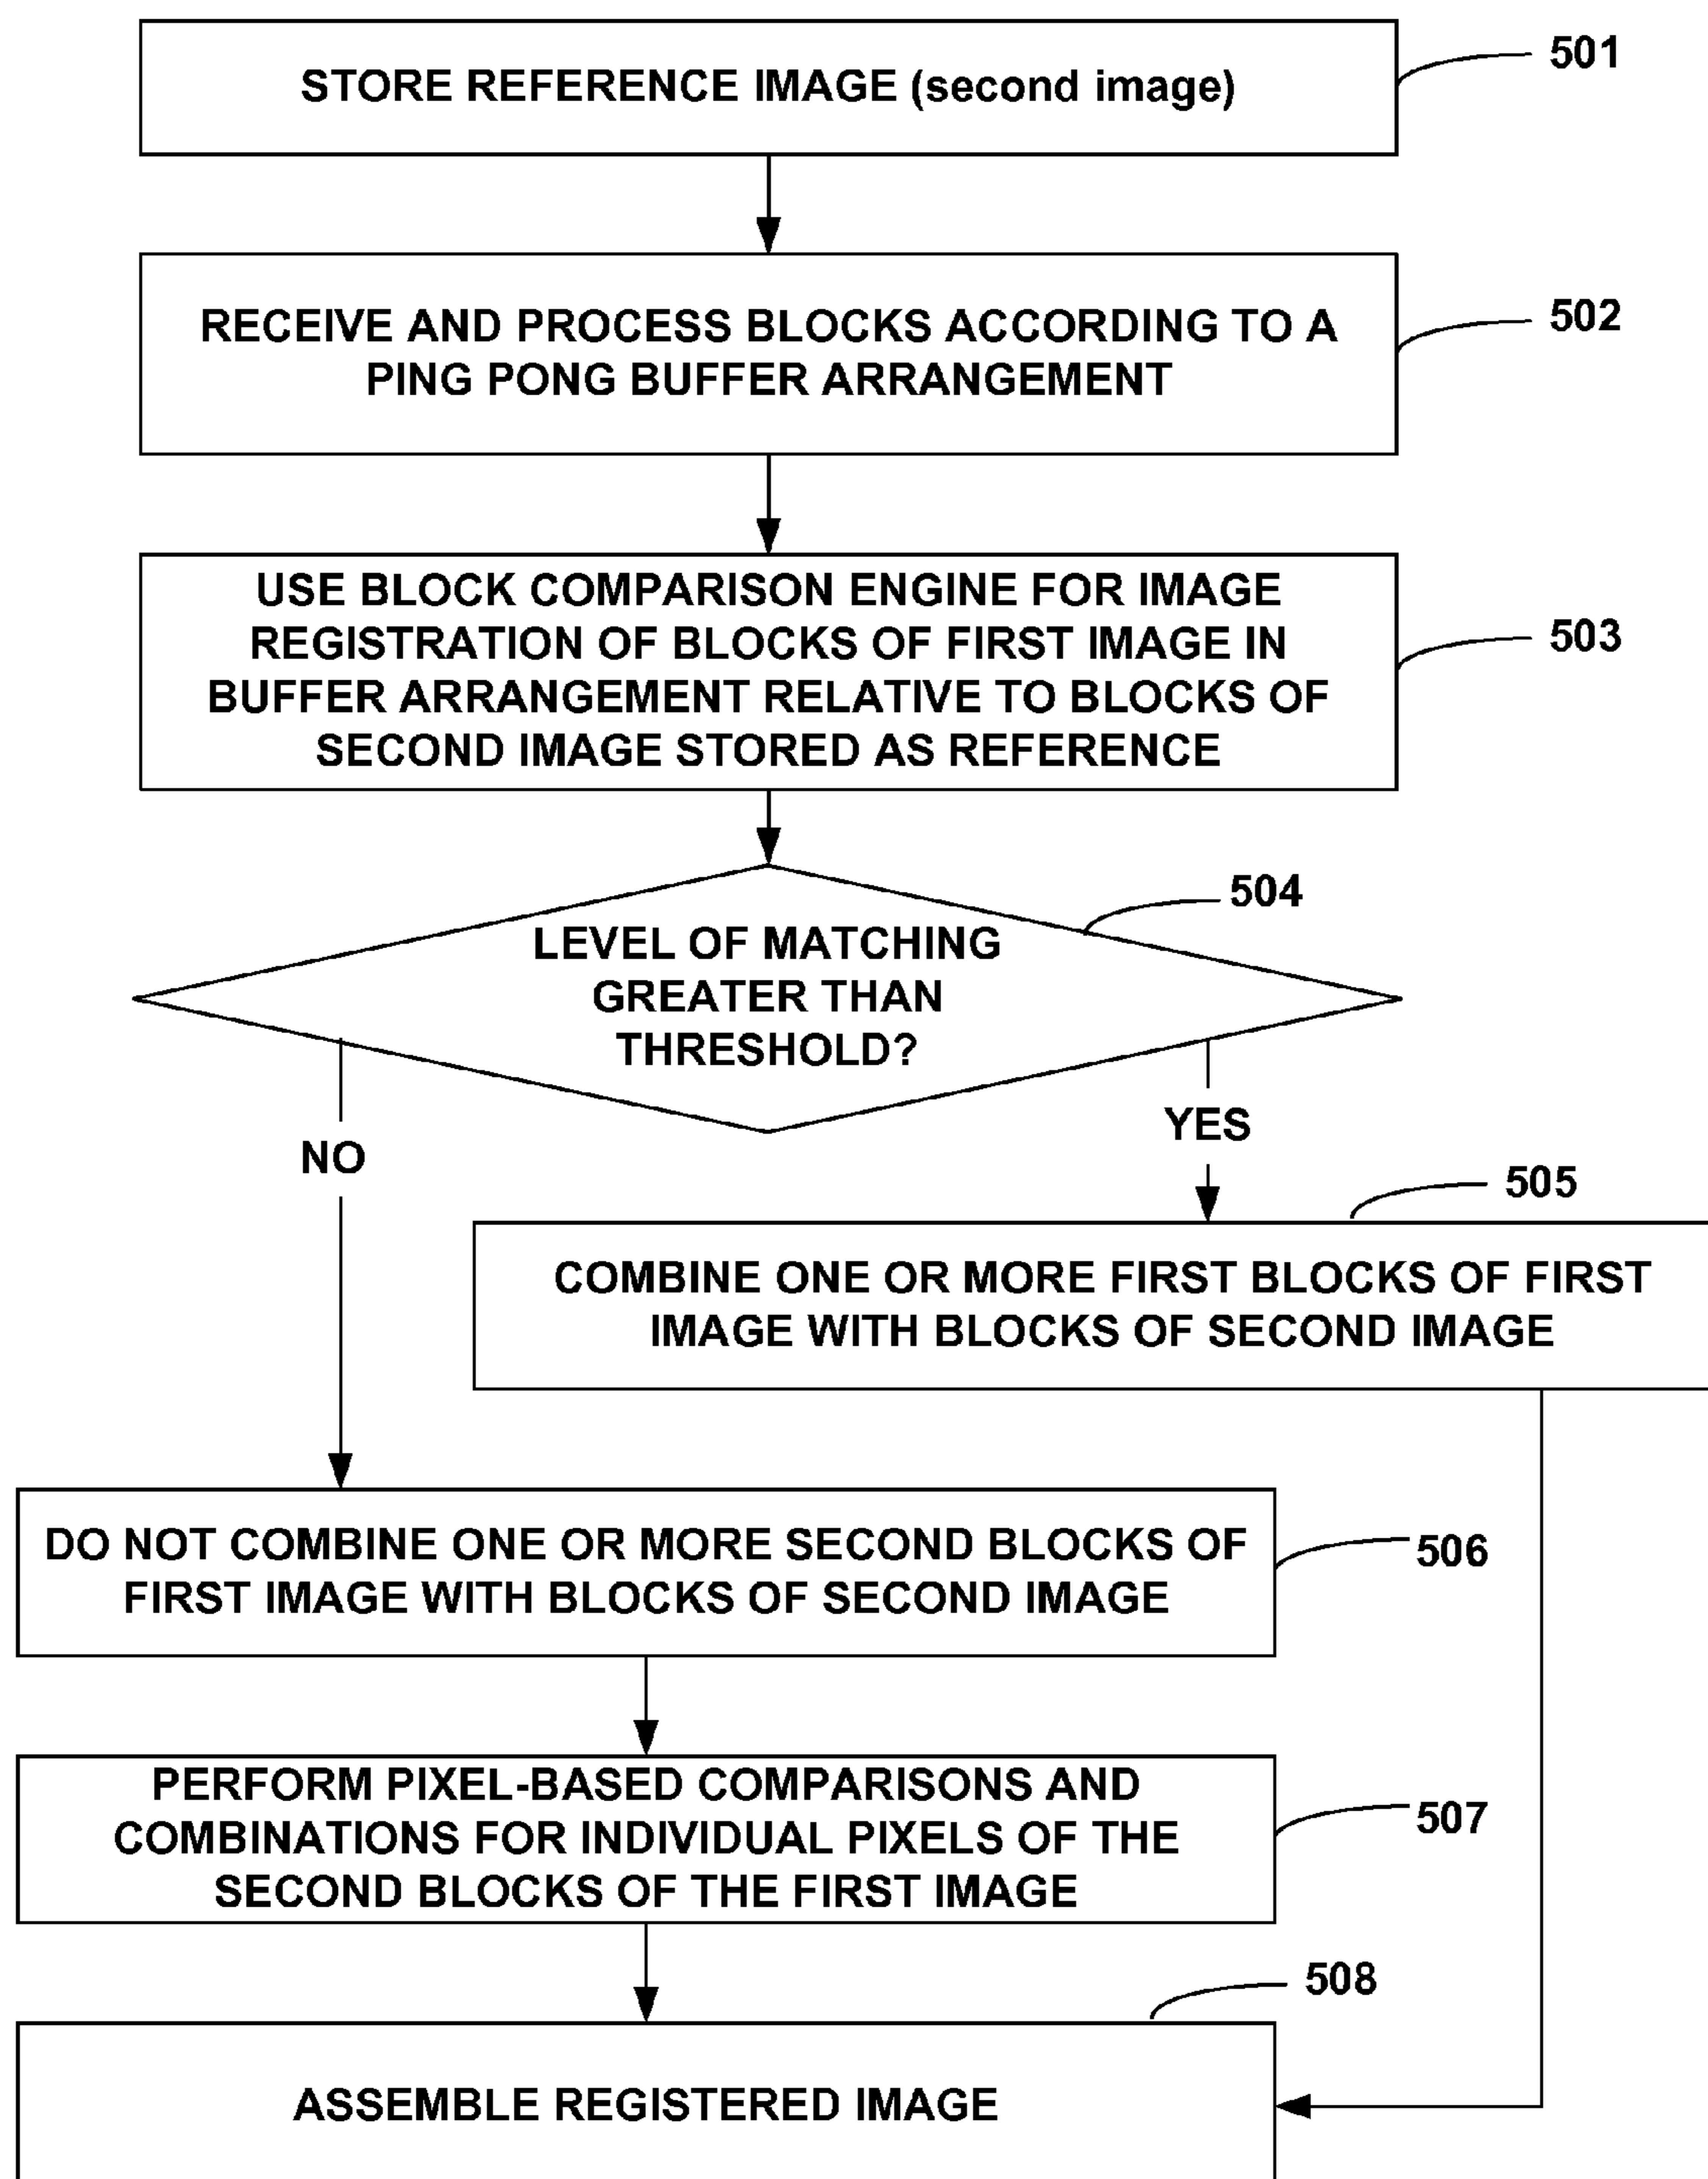 STORE REFERENCE IMAGE (second image)
501
RECEIVE AND PROCESS BLOCKS ACCORDING TO A
PING PONG BUFFER ARRANGEMENT
502
USE BLOCK COMPARISON ENGINE FOR IMAGE
REGISTRATION OF BLOCKS OF FIRST IMAGE IN
BUFFER ARRANGEMENT RELATIVE TO BLOCKS OF
SECOND IMAGE STORED AS REFERENCE
503
504
LEVEL OF MATCHING
GREATER THAN
THRESHOLD?
YES
NO
505
COMBINE ONE OR MORE FIRST BLOCKS OF FIRST
IMAGE WITH BLOCKS OF SECOND IMAGE
DO NOT COMBINE ONE OR MORE SECOND BLOCKS OF
FIRST IMAGE WITH BLOCKS OF SECOND IMAGE
506
PERFORM PIXEL-BASED COMPARISONS AND
COMBINATIONS FOR INDIVIDUAL PIXELS OF THE
SECOND BLOCKS OF THE FIRST IMAGE
507
508
ASSEMBLE REGISTERED IMAGE